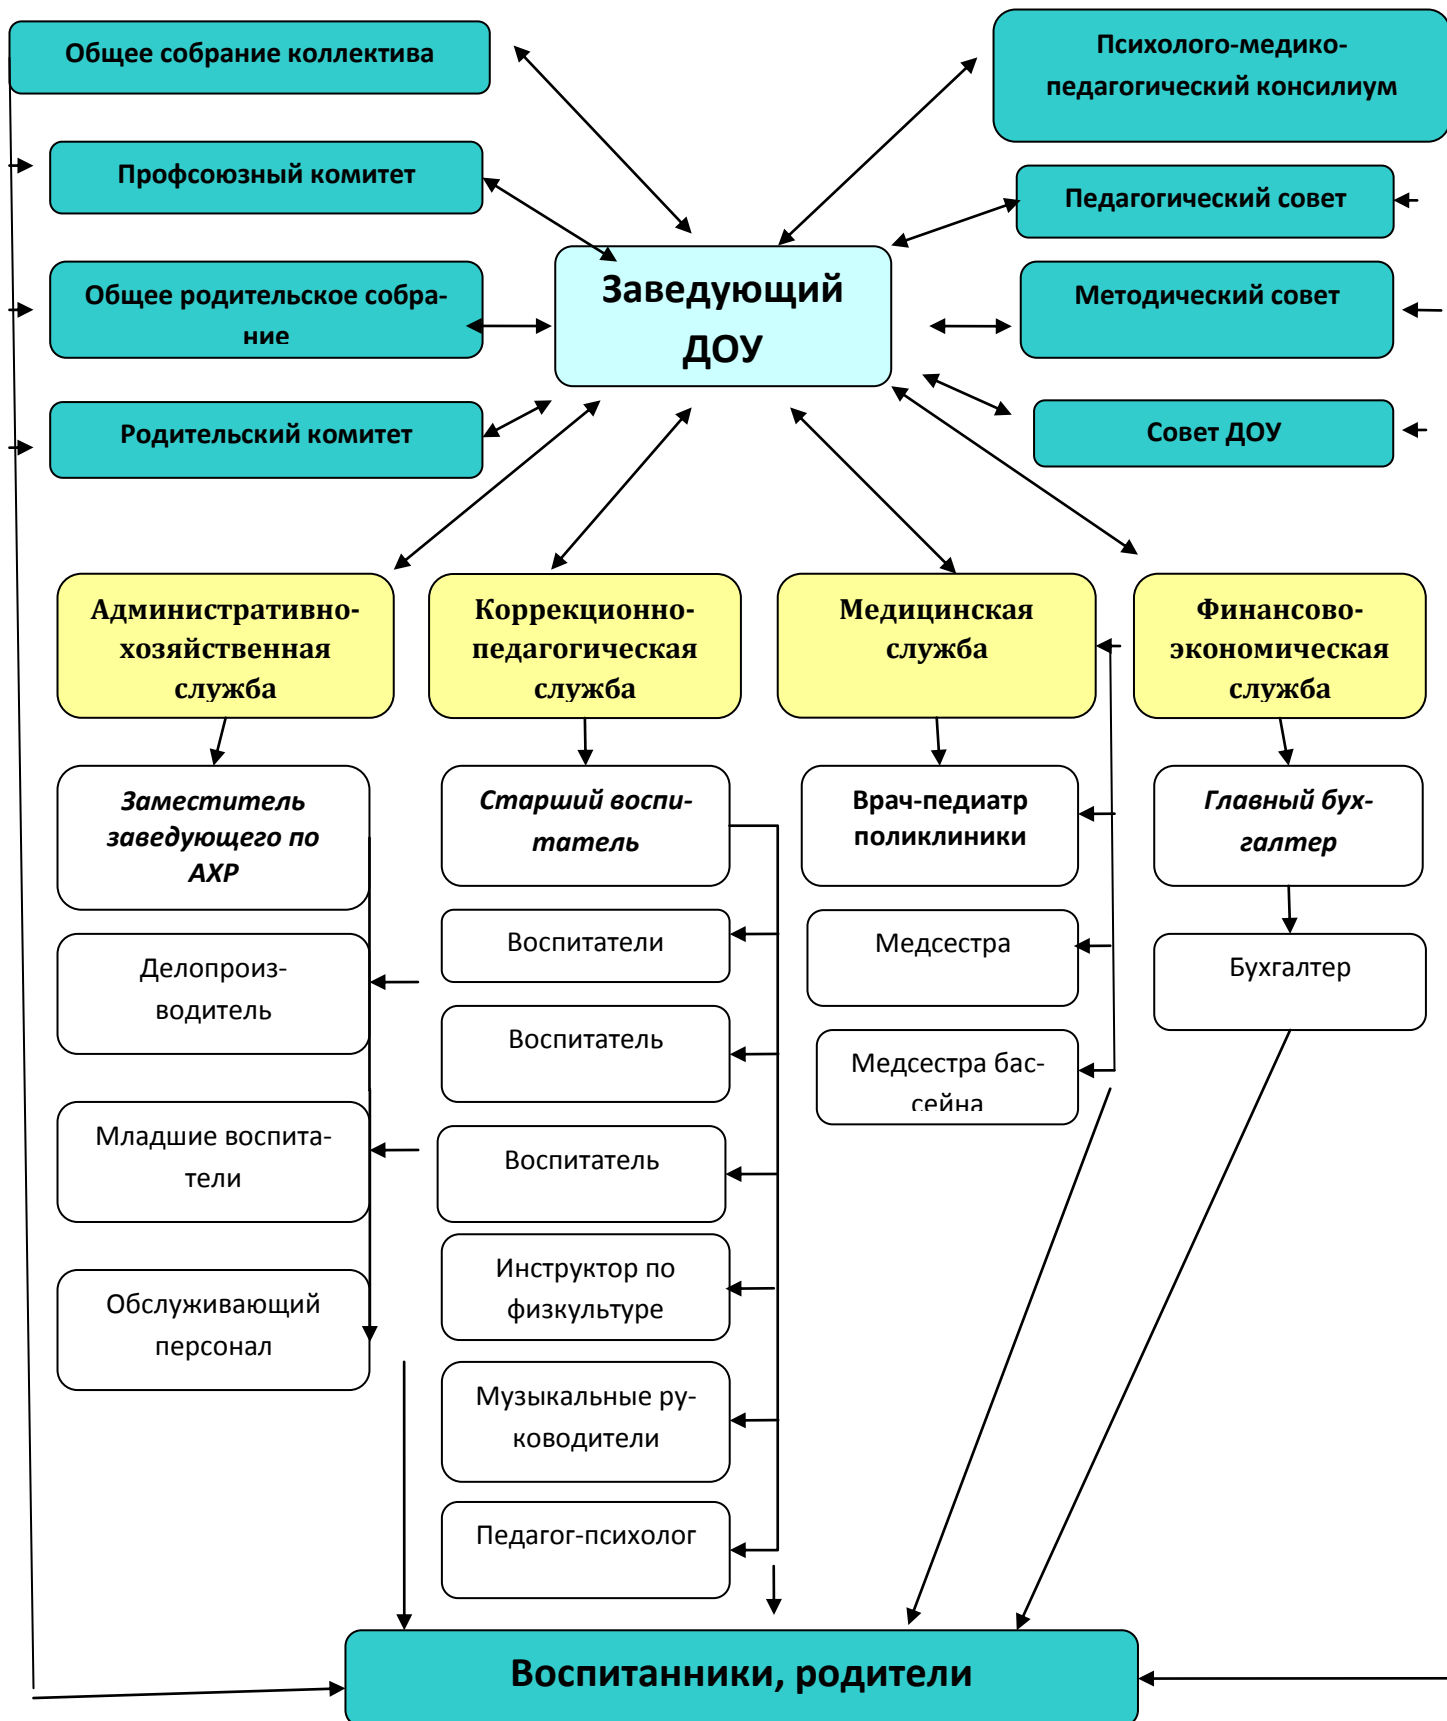 Общее собрание коллектива
Психолого-медико-
педагогический консилиум
Профсоюзный комитет
Педагогический совет
Общее родительское собра-
ние
Заведующий
ДОУ
Методический совет
Родительский комитет
Совет ДОУ
Административно-
хозяйственная
служба
Коррекционно-
педагогическая
служба
Медицинская
служба
Финансово-
экономическая
служба
Заместитель
заведующего по
АХР
Старший воспи-
татель
Врач-педиатр
поликлиники
Главный бух-
галтер
Делопроиз-
водитель
Воспитатели
Медсестра
Бухгалтер
Воспитатель
Медсестра бас-
сейна
Младшие воспита-
тели
Воспитатель
Инструктор по
физкультуре
Обслуживающий
персонал
Музыкальные ру-
ководители
Педагог-психолог
Воспитанники, родители